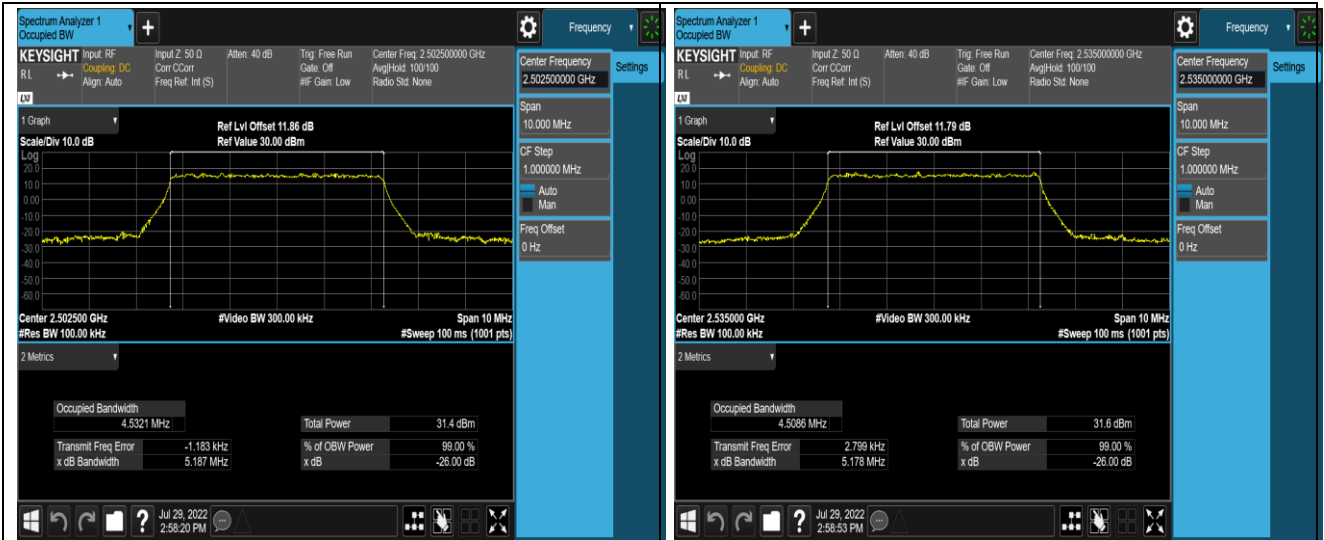 Spectrum Analyzer 1
Occupied BW
+
Frequency
KEYSIGHT
RL
LXI
Input: RF
Coupling: DC
Align: Auto
Input Z: 50 Ω
Corr CCorr
Freq Ref: Int (S)
Atten: 40 dB
Trig: Free Run
Gate: Off
#IF Gain: Low
Center Freq: 2.502500000 GHz
Avg|Hold: 100/100
Radio Std: None
Center Frequency
2.502500000 GHz
Settings
Span
10.000 MHz
CF Step
1.000000 MHz
Auto
Man
Freq Offset
0 Hz
1 Graph
Scale/Div 10.0 dB
Ref Lvl Offset 11.86 dB
Ref Value 30.00 dBm
Log
20.0
10.0
0.00
-10.0
-20.0
-30.0
-40.0
-50.0
-60.0
Center 2.502500 GHz
#Video BW 300.00 kHz
Span 10 MHz
#Res BW 100.00 kHz
#Sweep 100 ms (1001 pts)
2 Metrics
Occupied Bandwidth
4.5321 MHz
Total Power 31.4 dBm
Transmit Freq Error -1.183 kHz
% of OBW Power 99.00 %
x dB Bandwidth 5.187 MHz
x dB -26.00 dB
?
Jul 29, 2022
2:58:20 PM
Spectrum Analyzer 1
Occupied BW
+
Frequency
KEYSIGHT
RL
LXI
Input: RF
Coupling: DC
Align: Auto
Input Z: 50 Ω
Corr CCorr
Freq Ref: Int (S)
Atten: 40 dB
Trig: Free Run
Gate: Off
#IF Gain: Low
Center Freq: 2.535000000 GHz
Avg|Hold: 100/100
Radio Std: None
Center Frequency
2.535000000 GHz
Settings
Span
10.000 MHz
CF Step
1.000000 MHz
Auto
Man
Freq Offset
0 Hz
1 Graph
Scale/Div 10.0 dB
Ref Lvl Offset 11.79 dB
Ref Value 30.00 dBm
Log
20.0
10.0
0.00
-10.0
-20.0
-30.0
-40.0
-50.0
-60.0
Center 2.535000 GHz
#Video BW 300.00 kHz
Span 10 MHz
#Res BW 100.00 kHz
#Sweep 100 ms (1001 pts)
2 Metrics
Occupied Bandwidth
4.5086 MHz
Total Power 31.6 dBm
Transmit Freq Error 2.799 kHz
% of OBW Power 99.00 %
x dB Bandwidth 5.178 MHz
x dB -26.00 dB
?
Jul 29, 2022
2:58:53 PM